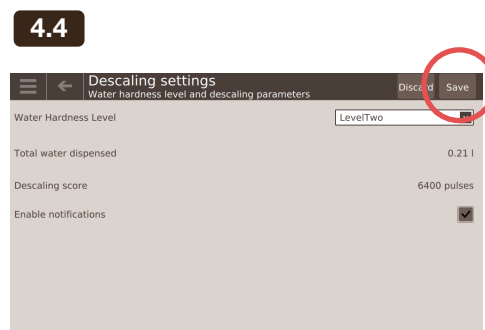 4.4
Descaling settings
Water hardness level and descaling parameters
Discard
Save
Water Hardness Level
LevelTwo
Total water dispensed
0.21 l
Descaling score
6400 pulses
Enable notifications